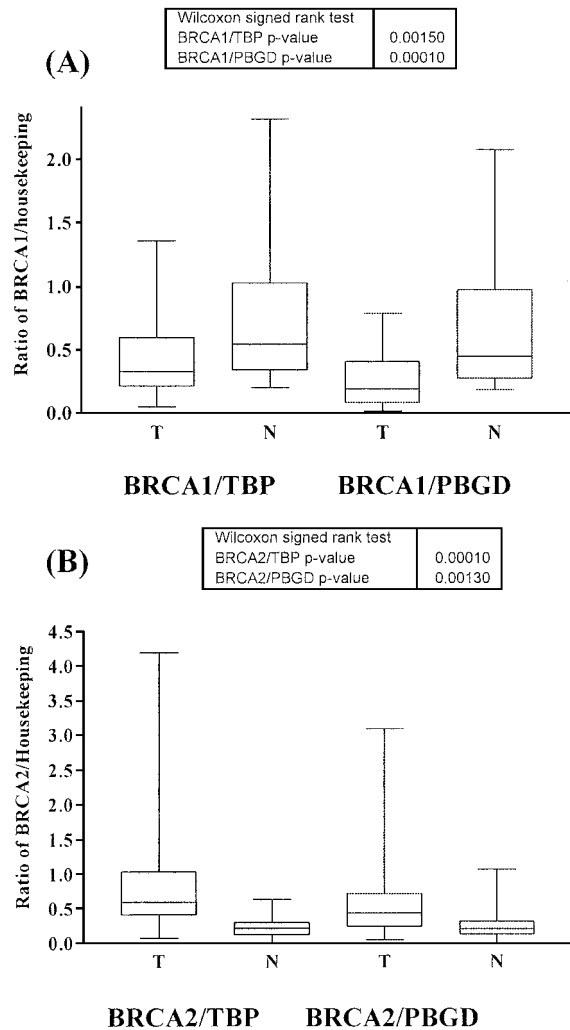 Wilcoxon signed rank test
BRCA1/TBP p-value 0.00150
BRCA1/PBGD p-value 0.00010
(A)
Ratio of BRCA1/housekeeping
2.0
1.5
1.0
0.5
0.0
T N T N
BRCA1/TBP BRCA1/PBGD
Wilcoxon signed rank test
BRCA2/TBP p-value 0.00010
BRCA2/PBGD p-value 0.00130
(B)
Ratio of BRCA2/Housekeeping
4.5
4.0
3.5
3.0
2.5
2.0
1.5
1.0
0.5
0.0
T N T N
BRCA2/TBP BRCA2/PBGD